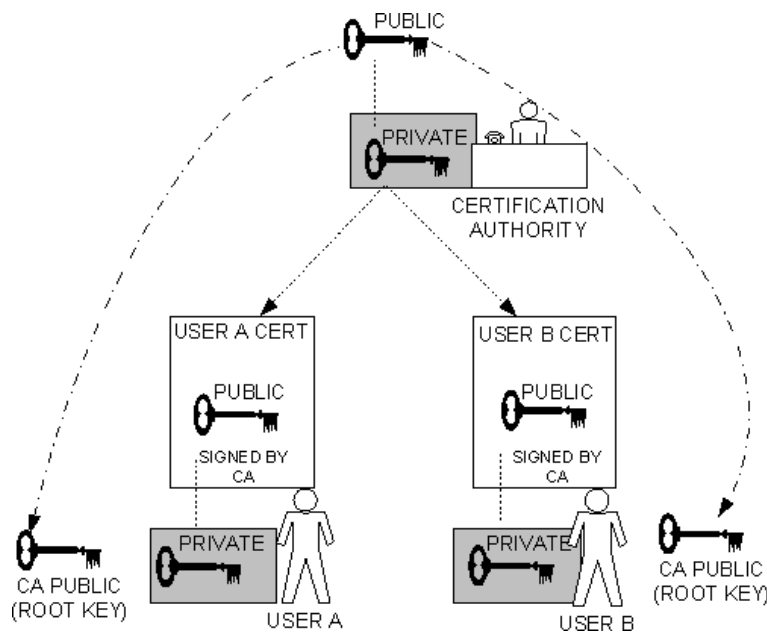 PUBLIC
PRIVATE
CERTIFICATION
AUTHORITY
USER A CERT
PUBLIC
SIGNED BY
CA
USER B CERT
PUBLIC
SIGNED BY
CA
CA PUBLIC
(ROOT KEY)
PRIVATE
USER A
PRIVATE
USER B
CA PUBLIC
(ROOT KEY)